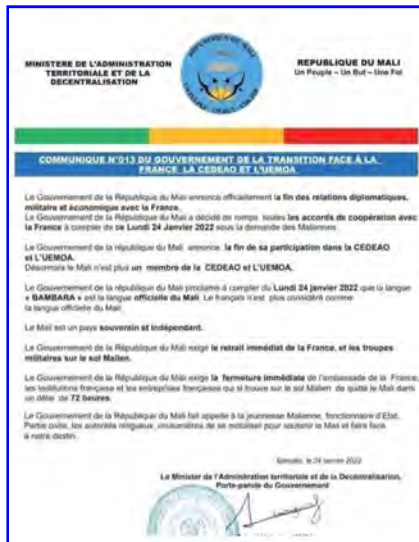 MINISTERE DE L'ADMINISTRATION
TERRITORIALE ET DE LA
DECENTRALISATION
REPUBLIQUE DU MALI
REPUBLIQUE DU MALI
Un Peuple – Un But – Une Foi
COMMUNIQUE N°013 DU GOUVERNEMENT DE LA TRANSITION FACE À LA
FRANCE LA CEDEAO ET L'UEMOA
Le Gouvernement de la République du Mali annonce officiellement la fin des relations diplomatiques,
militaire et économique avec la France.
Le Gouvernement de la République du Mali a décidé de rompre toutes les accords de coopération avec
la France à compter de ce Lundi 24 Janvier 2022 sous la demande des Maliennes.
Le Gouvernement de la république du Mali annonce la fin de sa participation dans la CEDEAO
et L'UEMOA.
Désormais le Mali n'est plus un membre de la CEDEAO et L'UEMOA.
Le Gouvernement de la République du Mali proclame à compter du Lundi 24 janvier 2022 que la langue
« BAMBARA » est la langue officielle du Mali. Le français n'est plus considéré comme
la langue officielle du Mali.
Le Mali est un pays souverain et indépendant.
Le Gouvernement de la République du Mali exige le retrait immédiat de la France, et les troupes
militaires sur le sol Malien.
Le Gouvernement de la République du Mali exige la fermeture immédiate de l'ambassade de la France,
les institutions française et les entreprises françaises qui si trouve sur le sol Malien de quitté le Mali dans
un délai de 72 heures.
Le Gouvernement de la République du Mali fait appelle à la jeunesse Malienne, fonctionnaire d'Etat,
Partie civile, les autorités religieux, de se mobiliser pour soutenir le Mali et faire face
à notre destin.
Bamako, le 24 janvier 2022
Le Minister de l'Administration territoriale et de la Decentralisation,
Porte-parole du Gouvernement